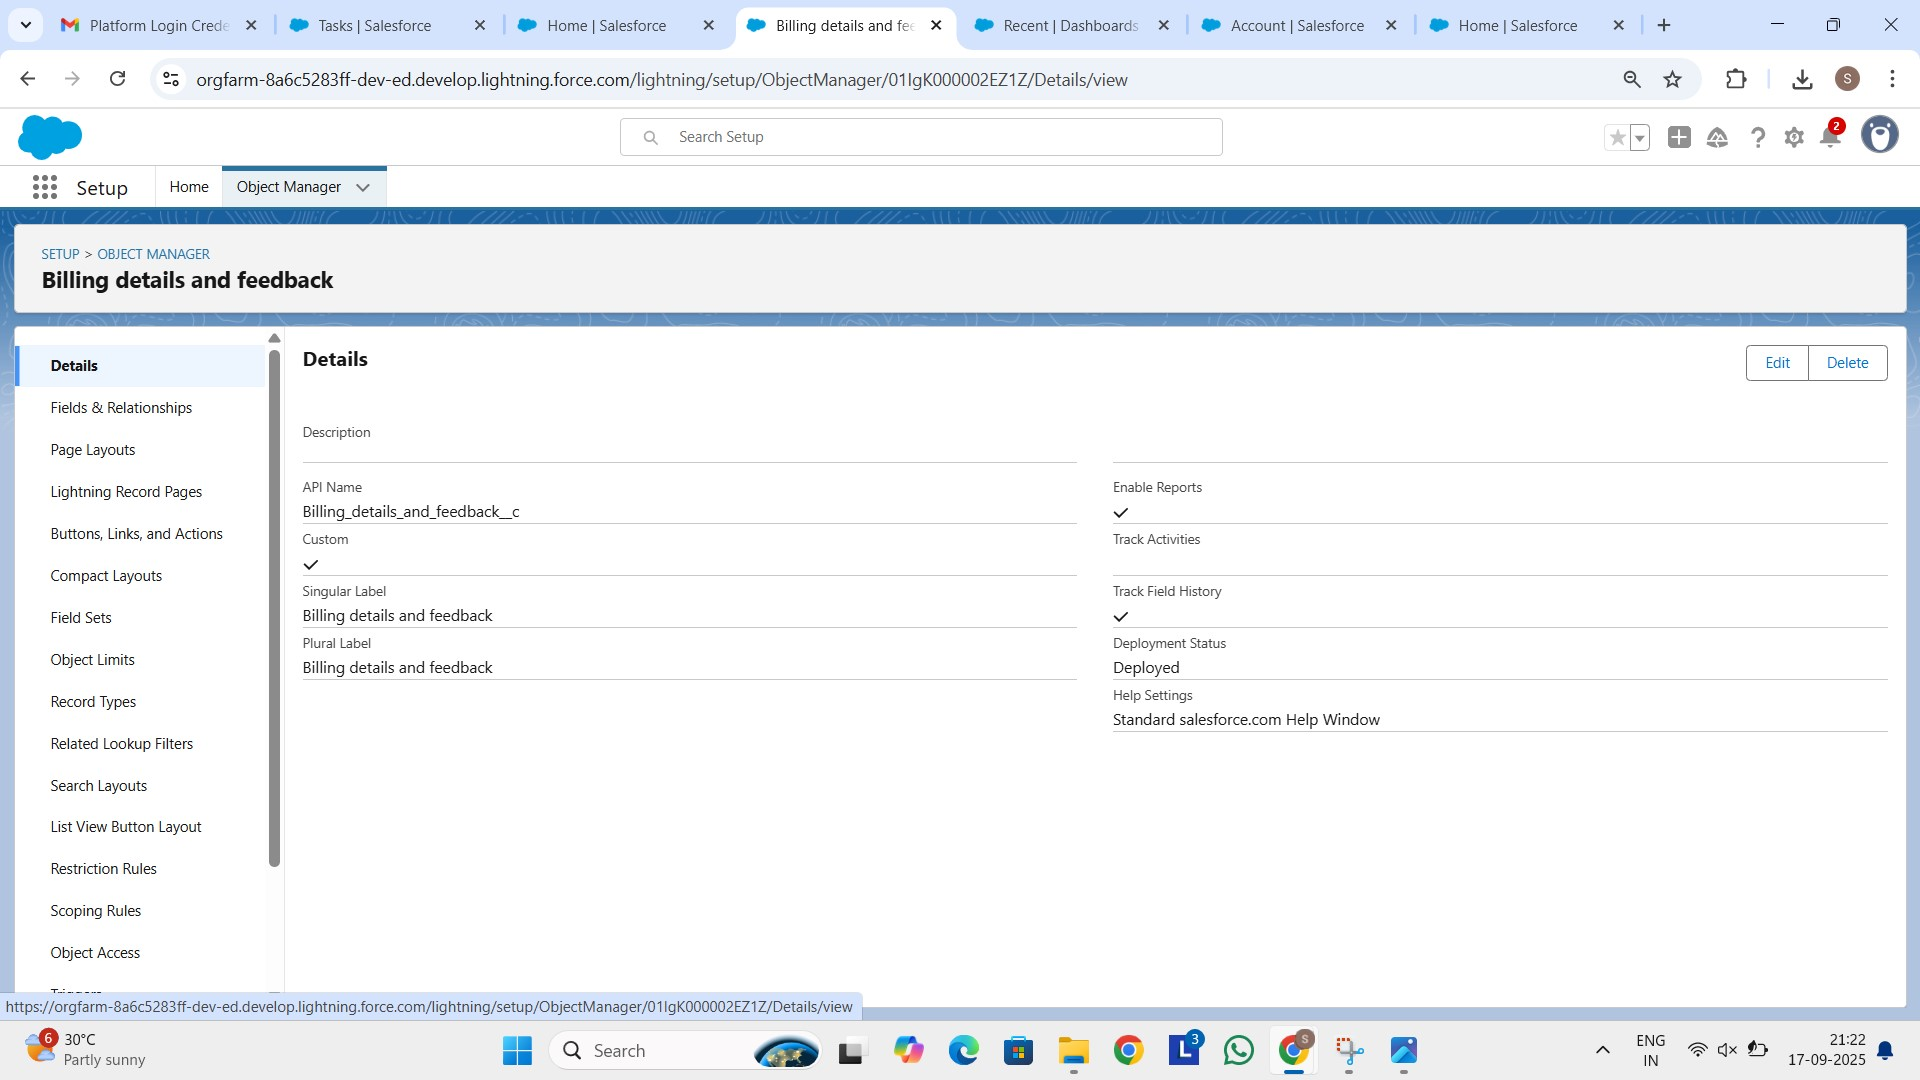 Platform Login Crede
Tasks | Salesforce
Home | Salesforce
Billing details and fee
Recent | Dashboards
Account | Salesforce
Home | Salesforce
orgfarm-8a6c5283ff-dev-ed.develop.lightning.force.com/lightning/setup/ObjectManager/01IgK000002EZ1Z/Details/view
S
Search Setup
2
Setup
Home
Object Manager
SETUP > OBJECT MANAGER
Billing details and feedback
Details
Fields & Relationships
Page Layouts
Lightning Record Pages
Buttons, Links, and Actions
Compact Layouts
Field Sets
Object Limits
Record Types
Related Lookup Filters
Search Layouts
List View Button Layout
Restriction Rules
Scoping Rules
Object Access
Triggers
Details
Edit
Delete
Description
API Name
Billing_details_and_feedback__c
Custom
Singular Label
Billing details and feedback
Plural Label
Billing details and feedback
Enable Reports
Track Activities
Track Field History
Deployment Status
Deployed
Help Settings
Standard salesforce.com Help Window
https://orgfarm-8a6c5283ff-dev-ed.develop.lightning.force.com/lightning/setup/ObjectManager/01IgK000002EZ1Z/Details/view
6
30°C
Partly sunny
Search
L
3
S
ENG
IN
21:22
17-09-2025